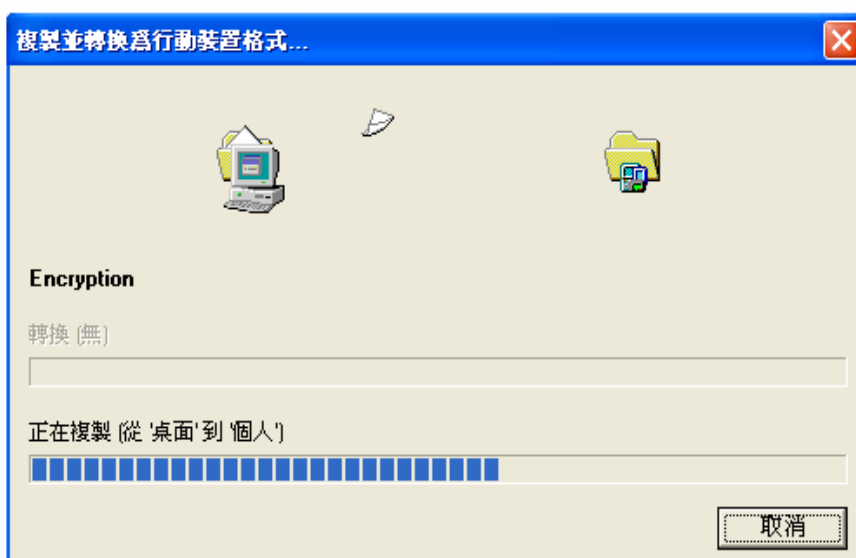 複製並轉換爲行動裝置格式...
Encryption
轉換 (無)
正在複製 (從 '桌面' 到 '個人')
取消